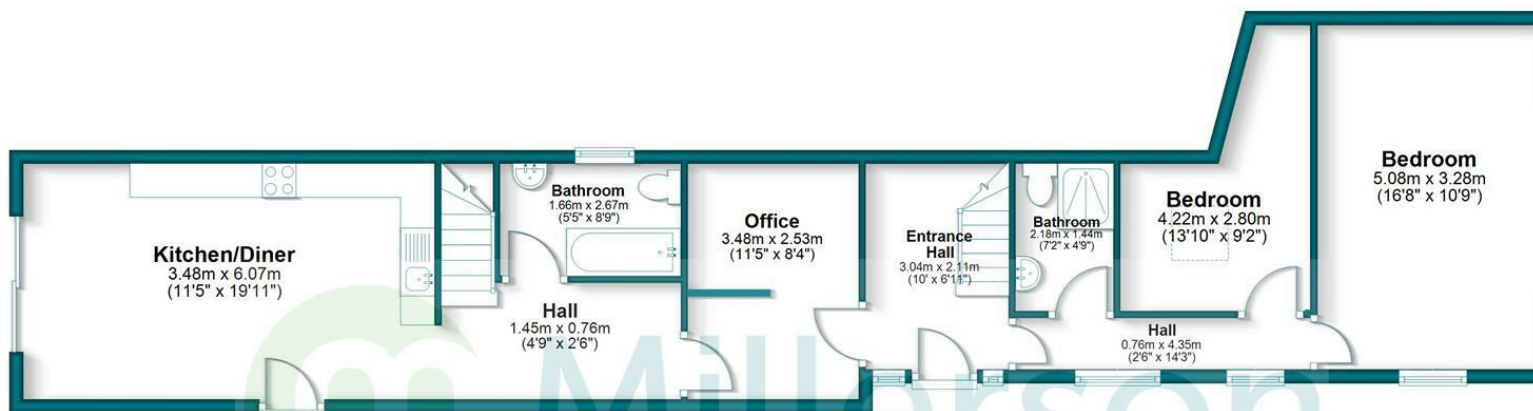 Kitchen/Diner
3.48m x 6.07m
(11'5" x 19'11")
Bathroom
1.66m x 2.67m
(5'5" x 8'9")
Hall
1.45m x 0.76m
(4'9" x 2'6")
Office
3.48m x 2.53m
(11'5" x 8'4")
Entrance
Hall
3.04m x 2.11m
(10' x 6'11")
Bathroom
2.18m x 1.44m
(7'2" x 4'9")
Bedroom
4.22m x 2.80m
(13'10" x 9'2")
Hall
0.76m x 4.35m
(2'6" x 14'3")
Bedroom
5.08m x 3.28m
(16'8" x 10'9")
Millerson